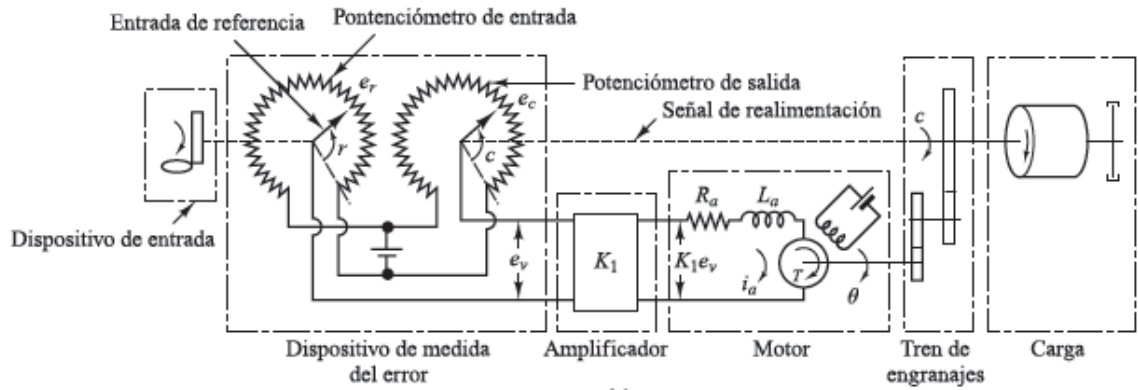 Pontenciómetro de entrada
Entrada de referencia
e_r
Potenciómetro de salida
e_c
Señal de realimentación
r
c
c
R_a
L_a
Dispositivo de entrada
e_v
K_1
K_1e_v
i_a
T
θ
Dispositivo de medida
del error
Amplificador
Motor
Tren de
engranajes
Carga